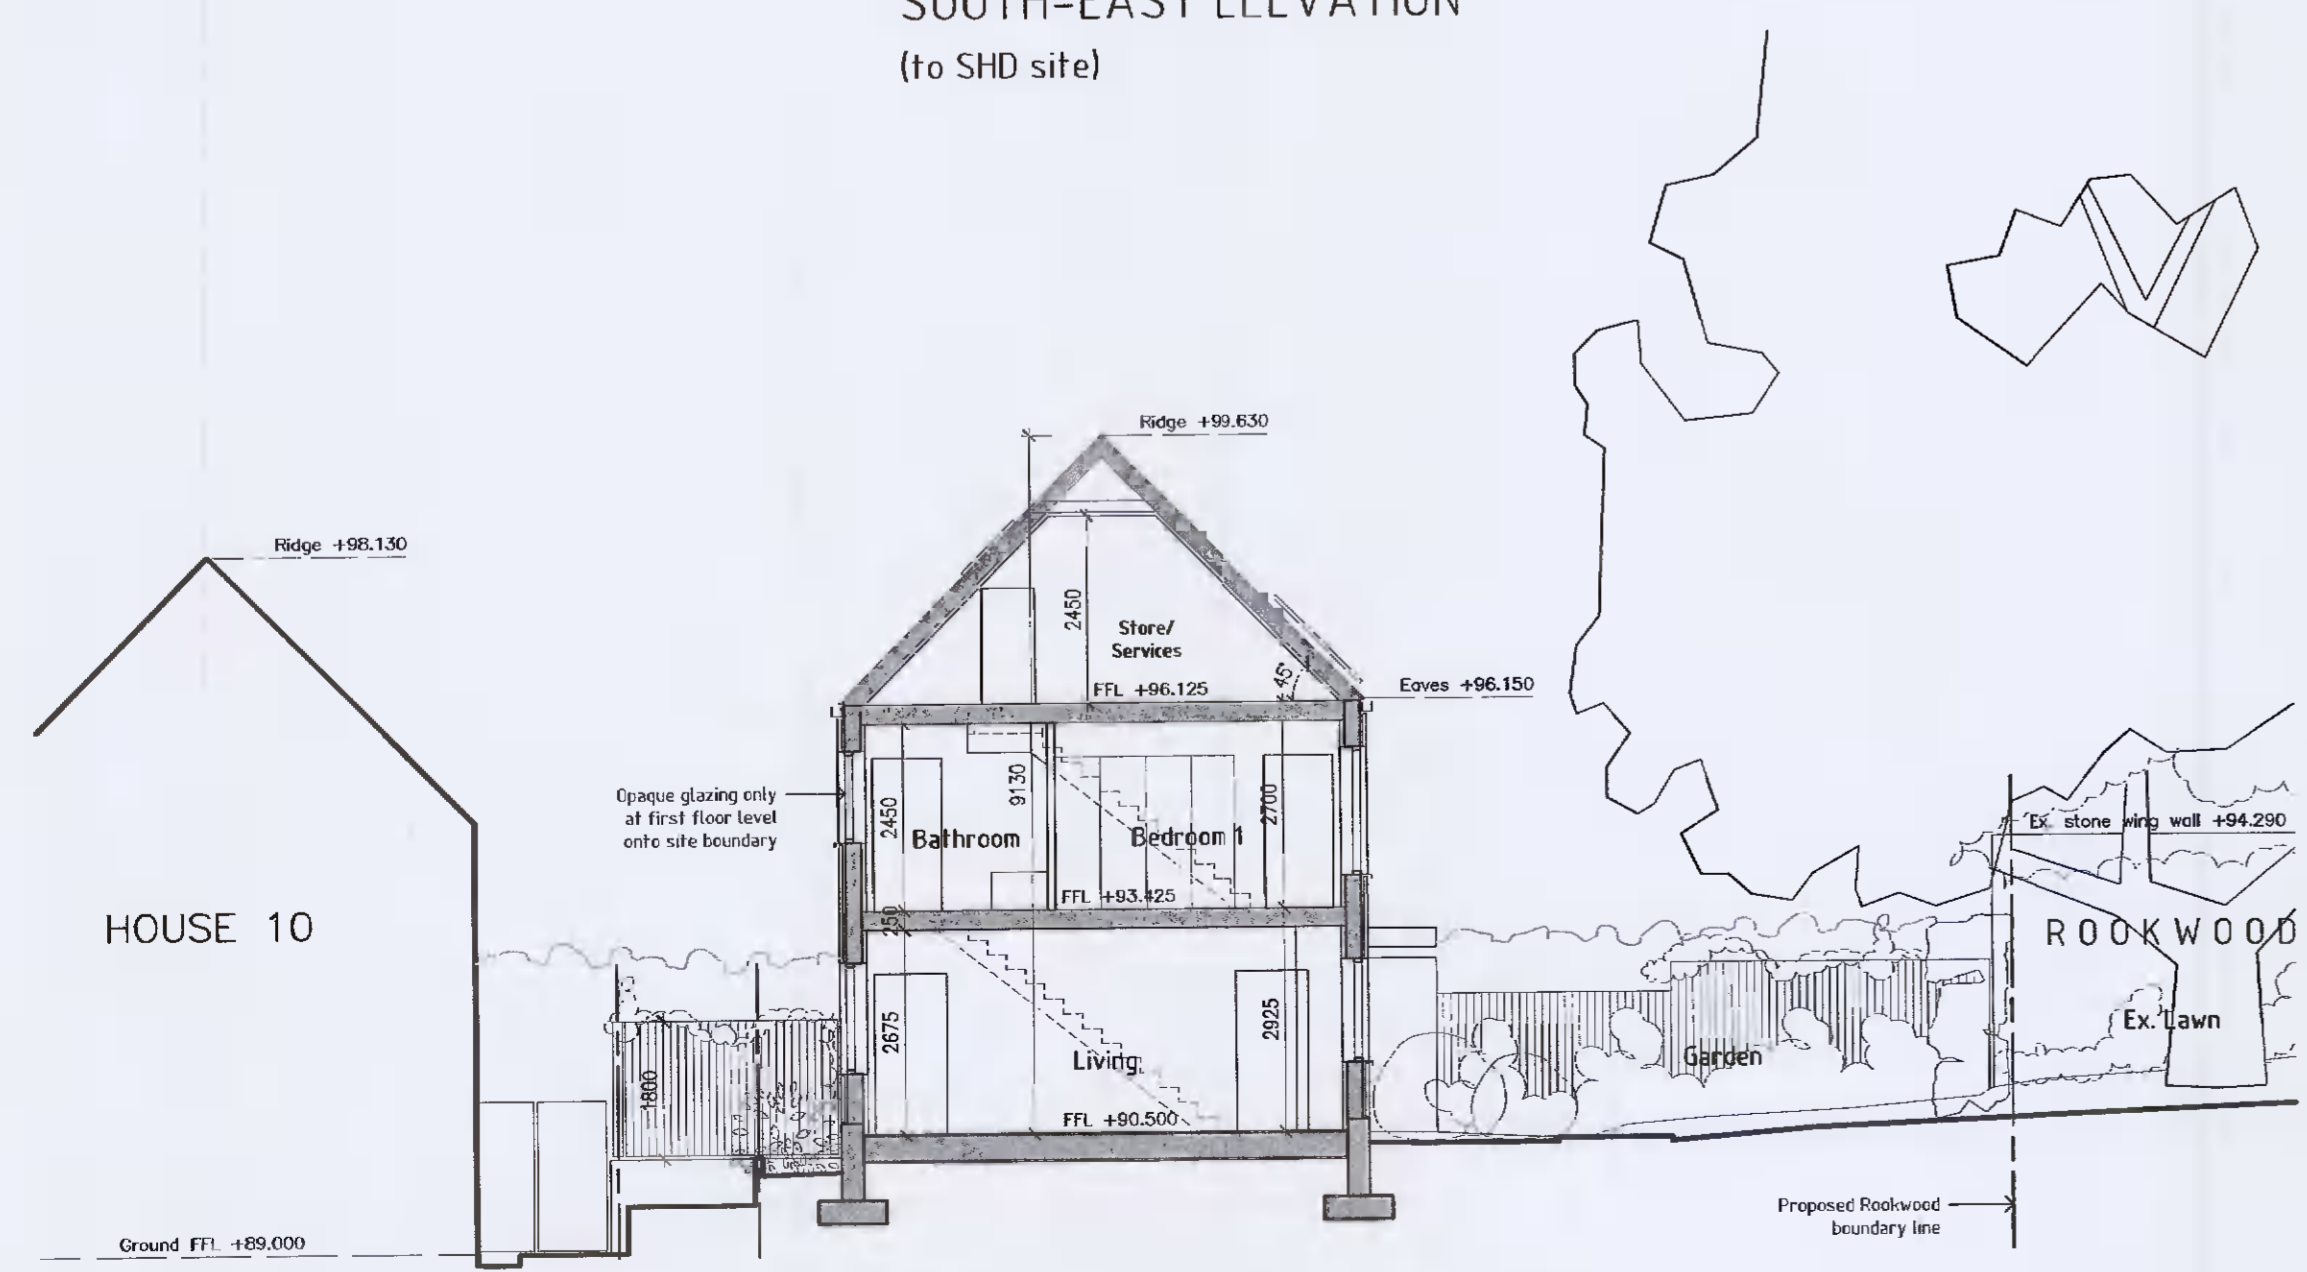 SOUTH-EAST ELEVATION
(to SHD site)
Ridge +99.630
Ridge +98.130
2450
Store/
Services
FFL +96.125
45°
Eaves +96.150
Opaque glazing only
at first floor level
onto site boundary
2450
Bathroom
9130
Bedroom 1
2700
FFL +93.425
250
Ex. stone wing wall +94.290
HOUSE 10
ROOKWOOD
1800
2675
Living
2925
Garden
Ex. Lawn
FFL +90.500
Proposed Rookwood
boundary line
Ground FFL +89.000